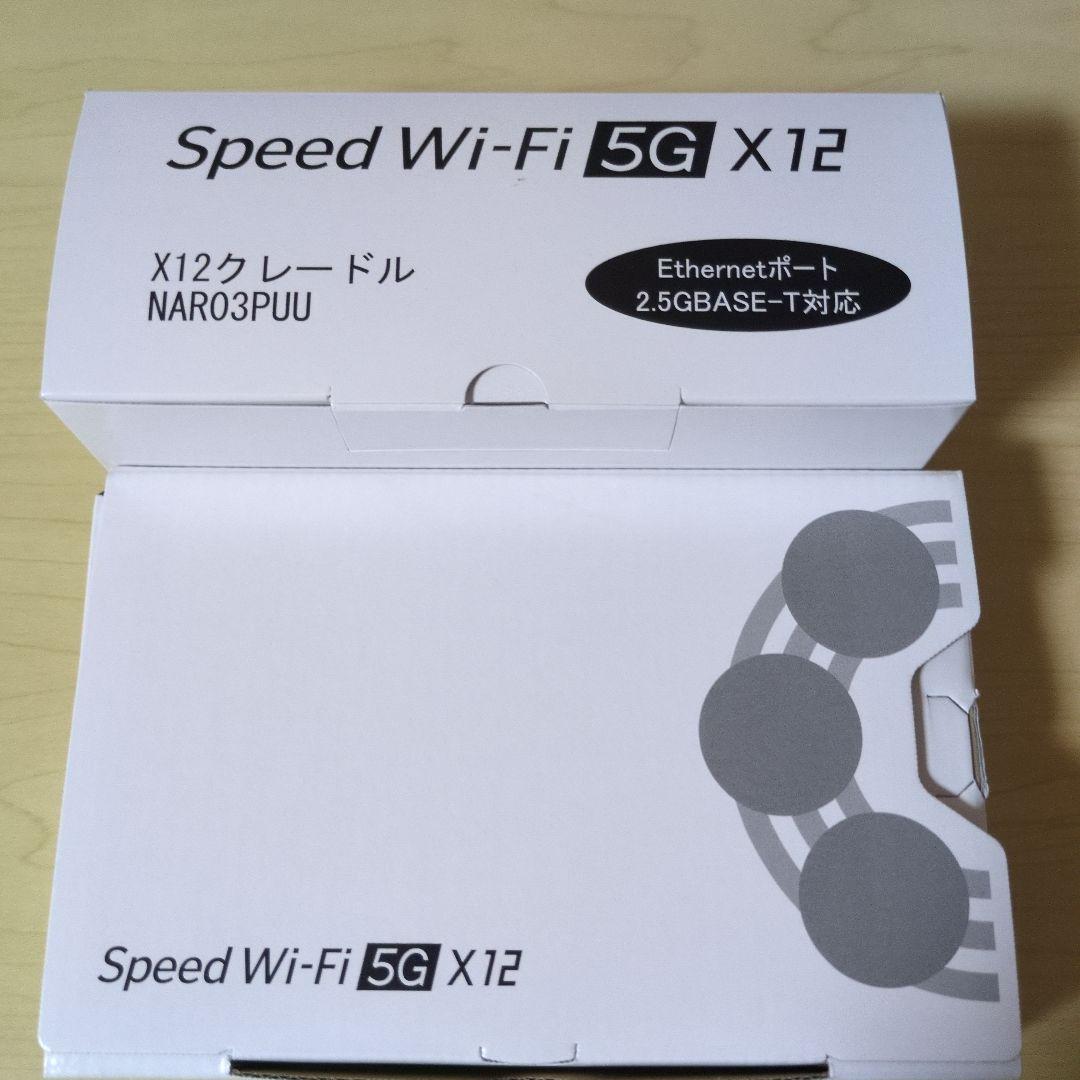 Speed Wi-Fi 5G X12
X12クレードル
NAR03PUU
Ethernetポート
2.5GBASE-T対応
Speed Wi-Fi 5G X12